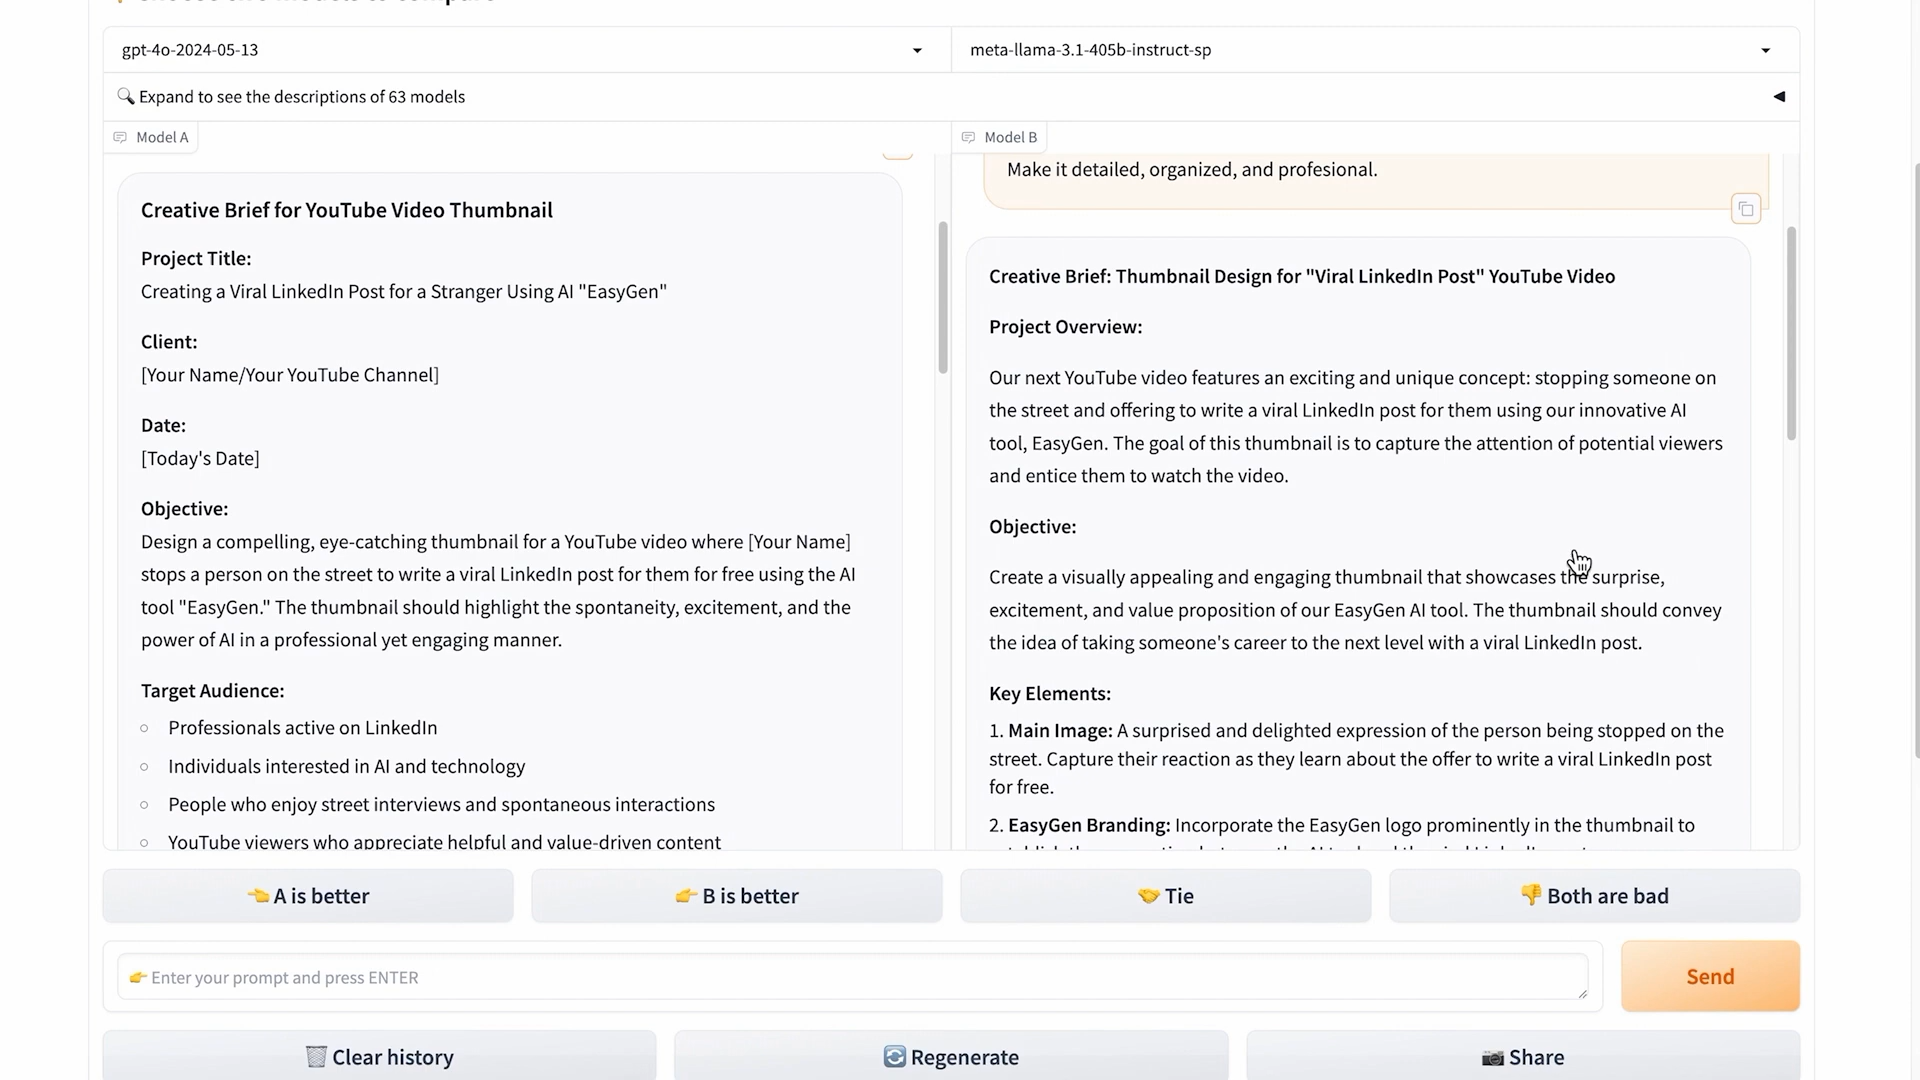 gpt-4o-2024-05-13
meta-llama-3.1-405b-instruct-sp
🔍 Expand to see the descriptions of 63 models
Model A
Creative Brief for YouTube Video Thumbnail
Project Title:
Creating a Viral LinkedIn Post for a Stranger Using AI "EasyGen"
Client:
[Your Name/Your YouTube Channel]
Date:
[Today's Date]
Objective:
Design a compelling, eye-catching thumbnail for a YouTube video where [Your Name]
stops a person on the street to write a viral LinkedIn post for them for free using the AI
tool "EasyGen." The thumbnail should highlight the spontaneity, excitement, and the
power of AI in a professional yet engaging manner.
Target Audience:
Professionals active on LinkedIn
Individuals interested in AI and technology
People who enjoy street interviews and spontaneous interactions
YouTube viewers who appreciate helpful and value-driven content
Model B
Make it detailed, organized, and profesional.
Creative Brief: Thumbnail Design for "Viral LinkedIn Post" YouTube Video
Project Overview:
Our next YouTube video features an exciting and unique concept: stopping someone on
the street and offering to write a viral LinkedIn post for them using our innovative AI
tool, EasyGen. The goal of this thumbnail is to capture the attention of potential viewers
and entice them to watch the video.
Objective:
Create a visually appealing and engaging thumbnail that showcases the surprise,
excitement, and value proposition of our EasyGen AI tool. The thumbnail should convey
the idea of taking someone's career to the next level with a viral LinkedIn post.
Key Elements:
1. Main Image: A surprised and delighted expression of the person being stopped on the
street. Capture their reaction as they learn about the offer to write a viral LinkedIn post
for free.
2. EasyGen Branding: Incorporate the EasyGen logo prominently in the thumbnail to
👈 A is better
👉 B is better
🤝 Tie
👎 Both are bad
👉 Enter your prompt and press ENTER
Send
🗑️ Clear history
🔄 Regenerate
📷 Share